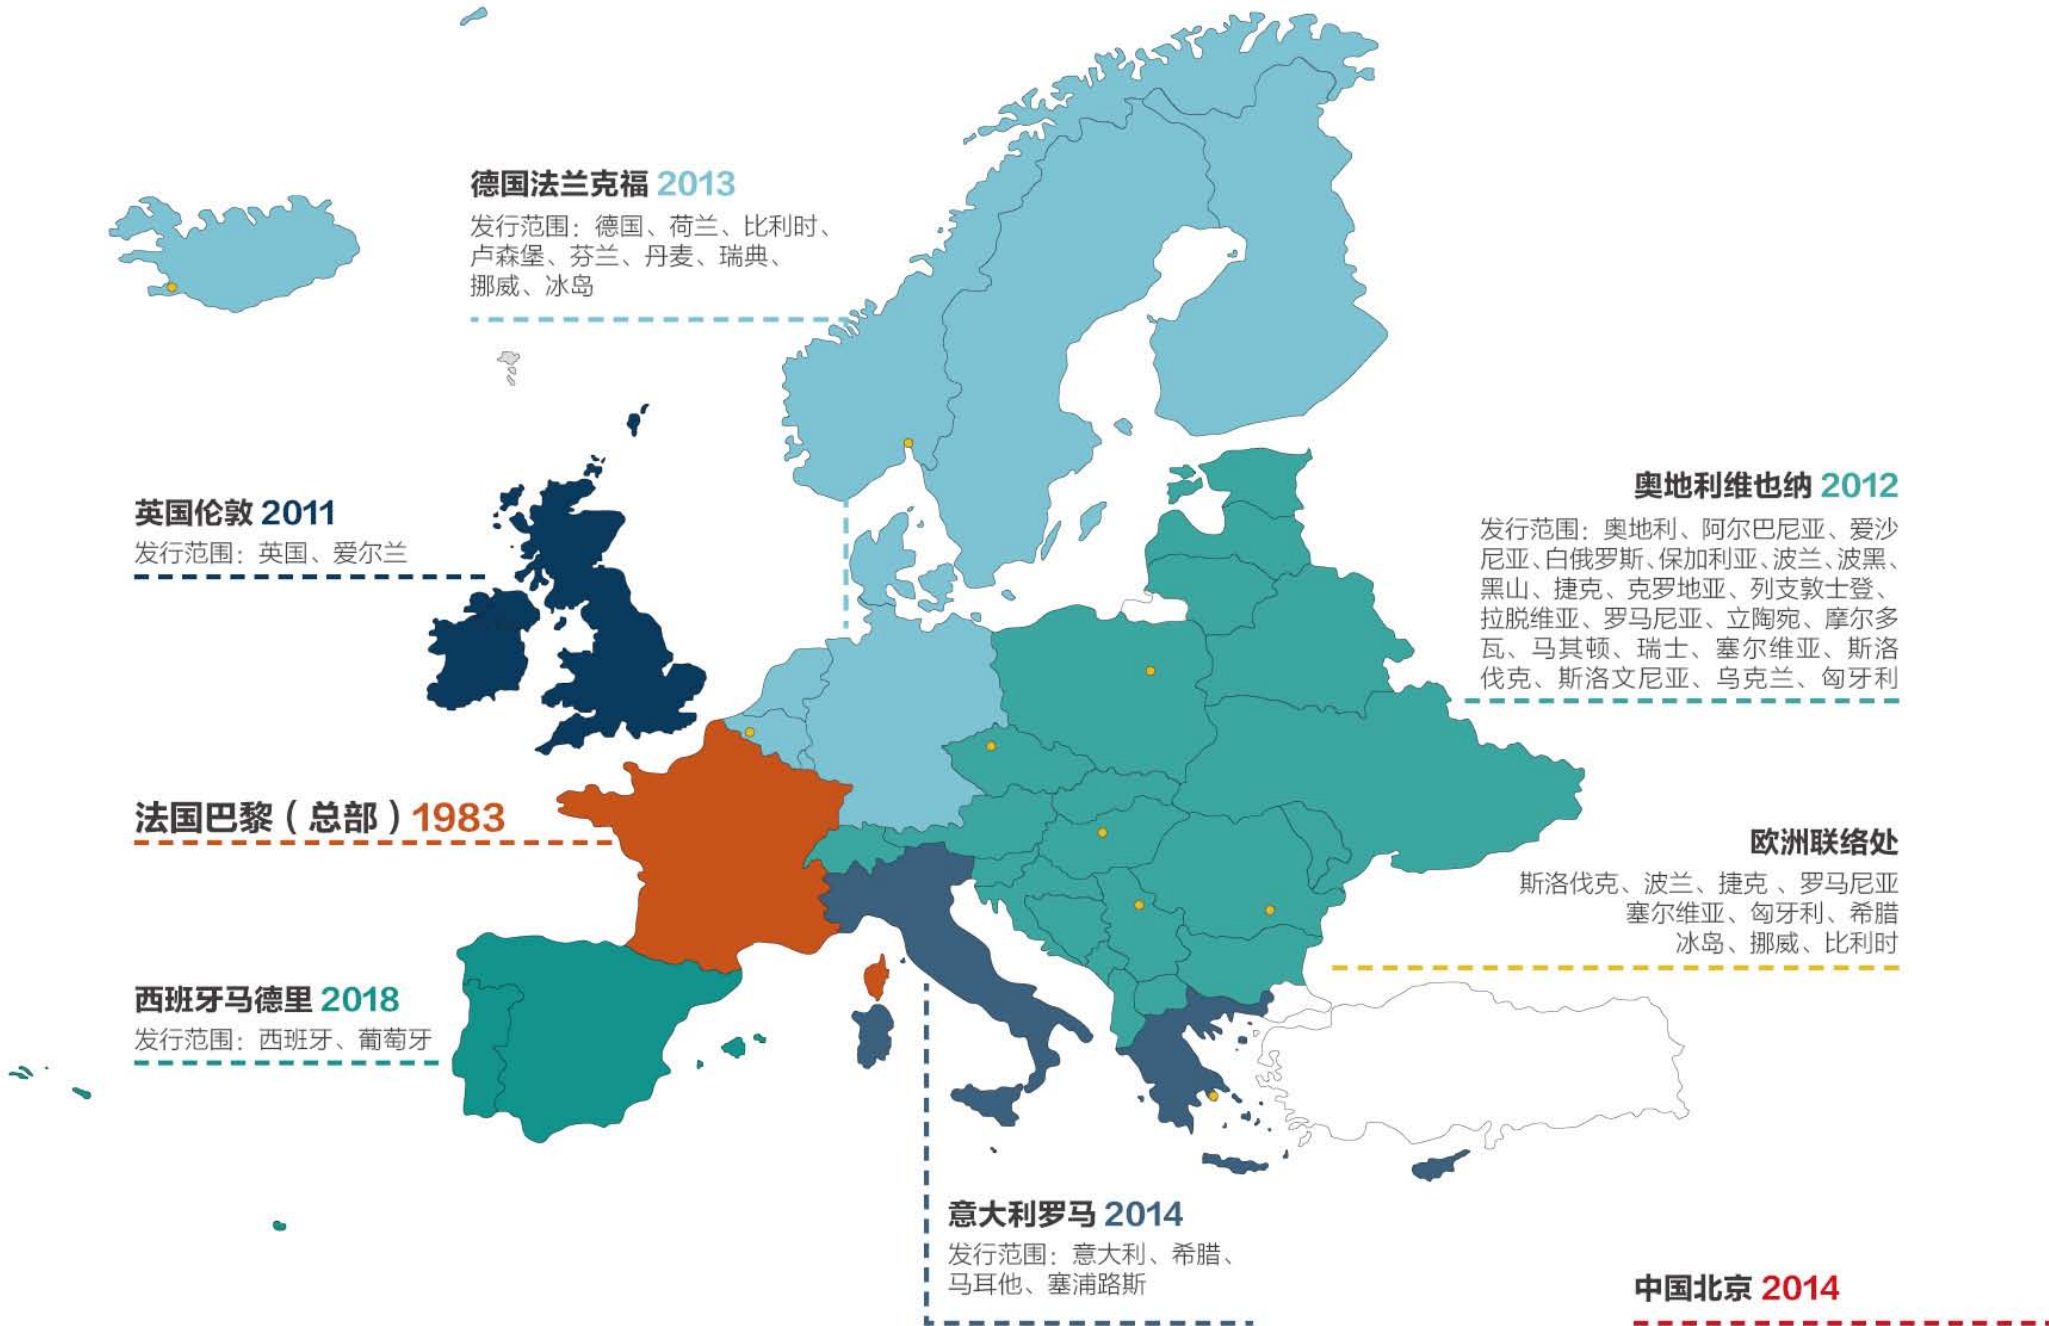 德国法兰克福 2013
发行范围：德国、荷兰、比利时、
卢森堡、芬兰、丹麦、瑞典、
挪威、冰岛
英国伦敦 2011
发行范围：英国、爱尔兰
奥地利维也纳 2012
发行范围：奥地利、阿尔巴尼亚、爱沙
尼亚、白俄罗斯、保加利亚、波兰、波黑、
黑山、捷克、克罗地亚、列支敦士登、
拉脱维亚、罗马尼亚、立陶宛、摩尔多
瓦、马其顿、瑞士、塞尔维亚、斯洛
伐克、斯洛文尼亚、乌克兰、匈牙利
法国巴黎（总部）1983
欧洲联络处
斯洛伐克、波兰、捷克 、罗马尼亚
塞尔维亚、匈牙利、希腊
冰岛、挪威、比利时
西班牙马德里 2018
发行范围：西班牙、葡萄牙
意大利罗马 2014
发行范围：意大利、希腊、
马耳他、塞浦路斯
中国北京 2014